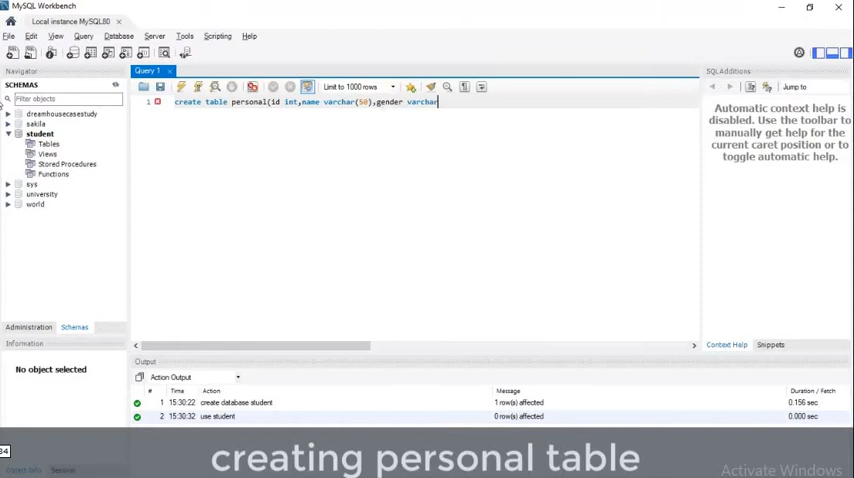 MySQL Workbench
Local instance MySQL80
File Edit View Query Database Server Tools Scripting Help
Navigator
SCHEMAS
Filter objects
dreamhousecasestudy
sakila
student
Tables
Views
Stored Procedures
Functions
sys
university
world
Administration Schemas
Information
No object selected
Object Info Session
Query 1
Limit to 1000 rows
1 create table personal(id int,name varchar(50),gender varchar
SQLAdditions
Jump to
Automatic context help is
disabled. Use the toolbar to
manually get help for the
current caret position or to
toggle automatic help.
Context Help Snippets
Output
Action Output
# Time Action Message Duration / Fetch
1 15:30:22 create database student 1 row(s) affected 0.156 sec
2 15:30:32 use student 0 row(s) affected 0.000 sec
creating personal table
Activate Windows